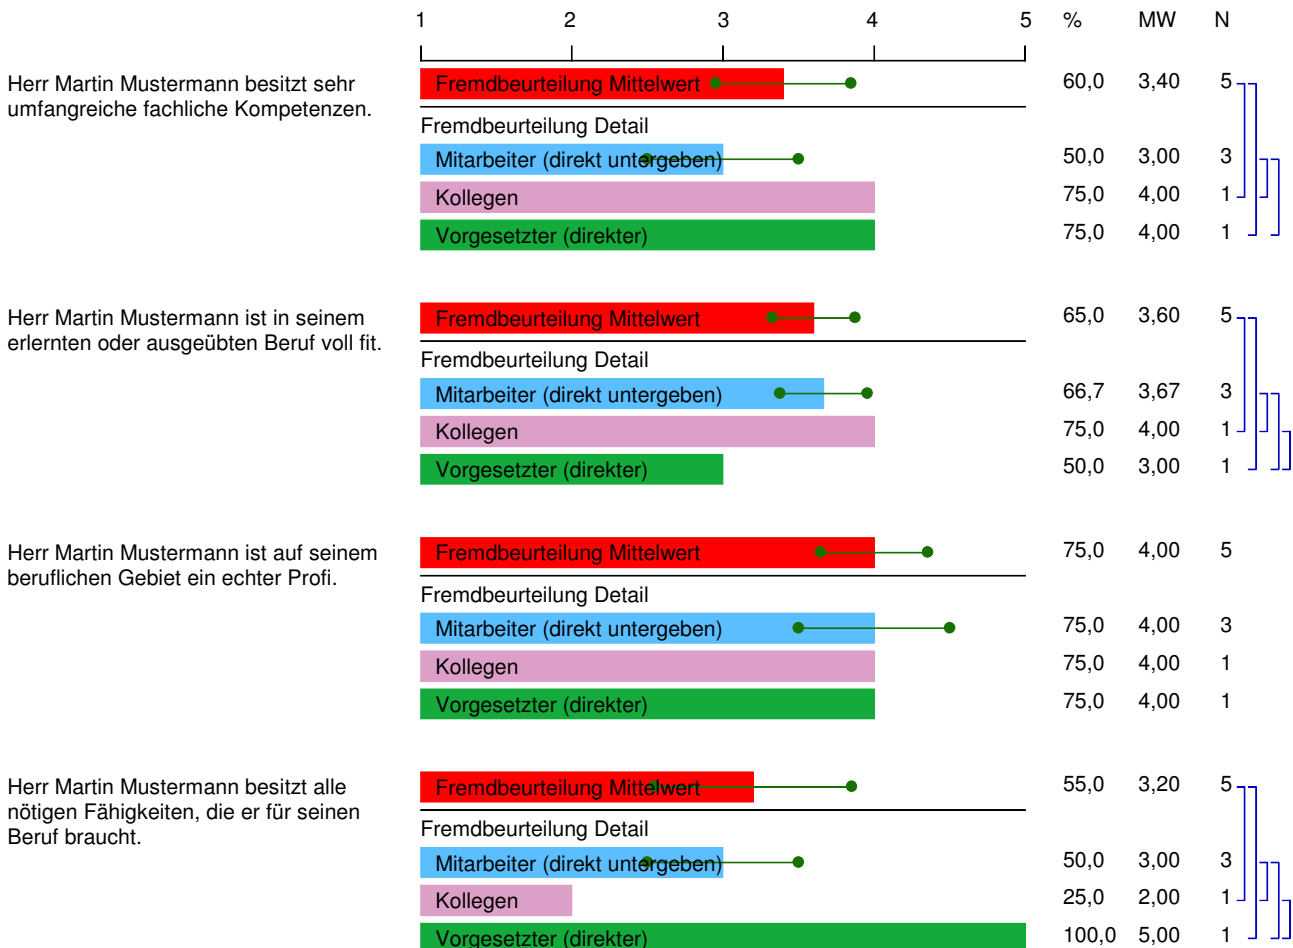 1 2 3 4 5 % MW N
Herr Martin Mustermann besitzt sehr
umfangreiche fachliche Kompetenzen.
Fremdbeurteilung Mittelwert 60,0 3,40 5
Fremdbeurteilung Detail
Mitarbeiter (direkt untergeben) 50,0 3,00 3
Kollegen 75,0 4,00 1
Vorgesetzter (direkter) 75,0 4,00 1
Herr Martin Mustermann ist in seinem
erlernten oder ausgeübten Beruf voll fit.
Fremdbeurteilung Mittelwert 65,0 3,60 5
Fremdbeurteilung Detail
Mitarbeiter (direkt untergeben) 66,7 3,67 3
Kollegen 75,0 4,00 1
Vorgesetzter (direkter) 50,0 3,00 1
Herr Martin Mustermann ist auf seinem
beruflichen Gebiet ein echter Profi.
Fremdbeurteilung Mittelwert 75,0 4,00 5
Fremdbeurteilung Detail
Mitarbeiter (direkt untergeben) 75,0 4,00 3
Kollegen 75,0 4,00 1
Vorgesetzter (direkter) 75,0 4,00 1
Herr Martin Mustermann besitzt alle
nötigen Fähigkeiten, die er für seinen
Beruf braucht.
Fremdbeurteilung Mittelwert 55,0 3,20 5
Fremdbeurteilung Detail
Mitarbeiter (direkt untergeben) 50,0 3,00 3
Kollegen 25,0 2,00 1
Vorgesetzter (direkter) 100,0 5,00 1